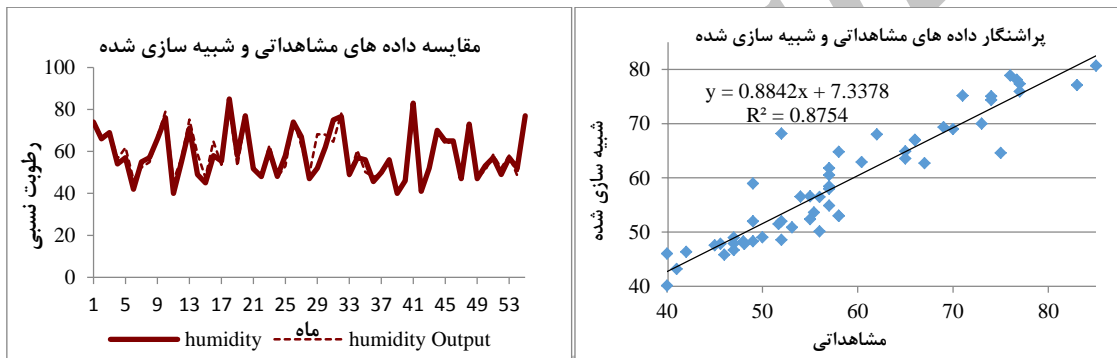 مقایسه داده های مشاهداتی و شبیه سازی شده
رطوبت نسبی
100
80
60
40
20
0
1 5 9 13 17 21 25 29 33 37 41 45 49 53
ماه
humidity humidity Output
پراشنگار داده های مشاهداتی و شبیه سازی شده
y = 0.8842x + 7.3378
R² = 0.8754
شبیه سازی شده
80
70
60
50
40
40 50 60 70 80
مشاهداتی